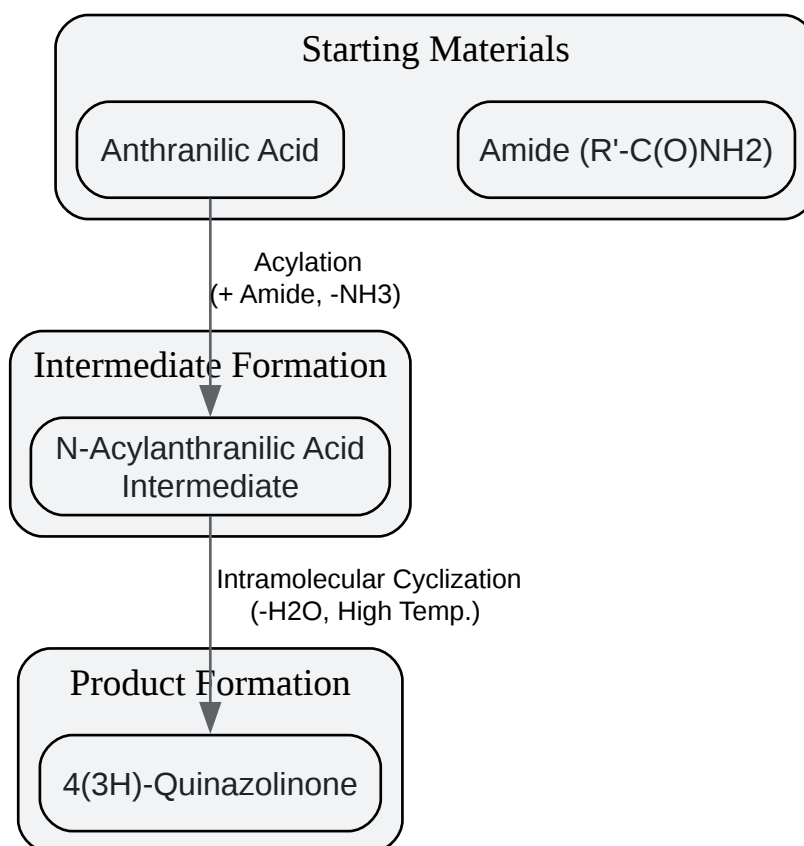 Starting Materials
Anthranilic Acid
Amide (R'-C(O)NH2)
Acylation
(+ Amide, -NH3)
Intermediate Formation
N-Acylanthranilic Acid
Intermediate
Intramolecular Cyclization
(-H2O, High Temp.)
Product Formation
4(3H)-Quinazolinone